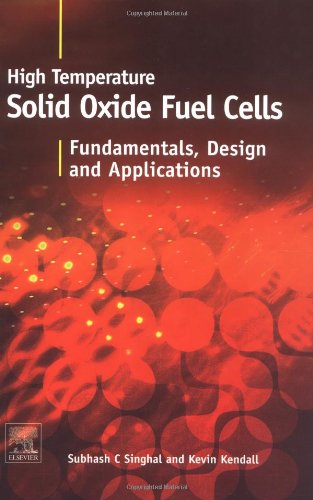 High Temperature
Solid Oxide Fuel Cells
Fundamentals, Design
and Applications
ELSEVIER
Subhash C Singhal and Kevin Kendall